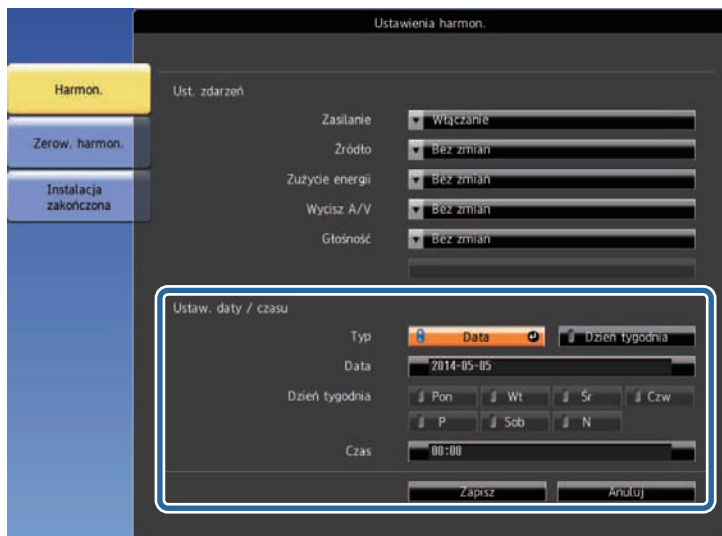 Ustawienia harmon.
Harmon.
Zerow. harmon.
Instalacja
zakończona
Ust. zdarzeń
Zasilanie Włączanie
Źródło Bez zmian
Zużycie energii Bez zmian
Wycisz A/V Bez zmian
Głośność Bez zmian
Ustaw. daty / czasu
Typ Data Dzień tygodnia
Data 2014-05-05
Dzień tygodnia Pon Wt Śr Czw
P Sob N
Czas 00:00
Zapisz Anuluj